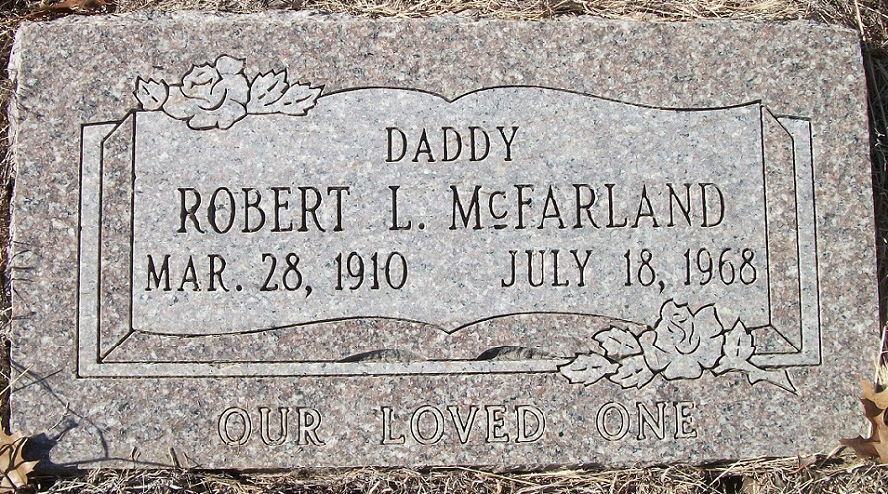 DADDY
ROBERT L. McFARLAND
MAR. 28, 1910 JULY 18, 1968
OUR LOVED ONE